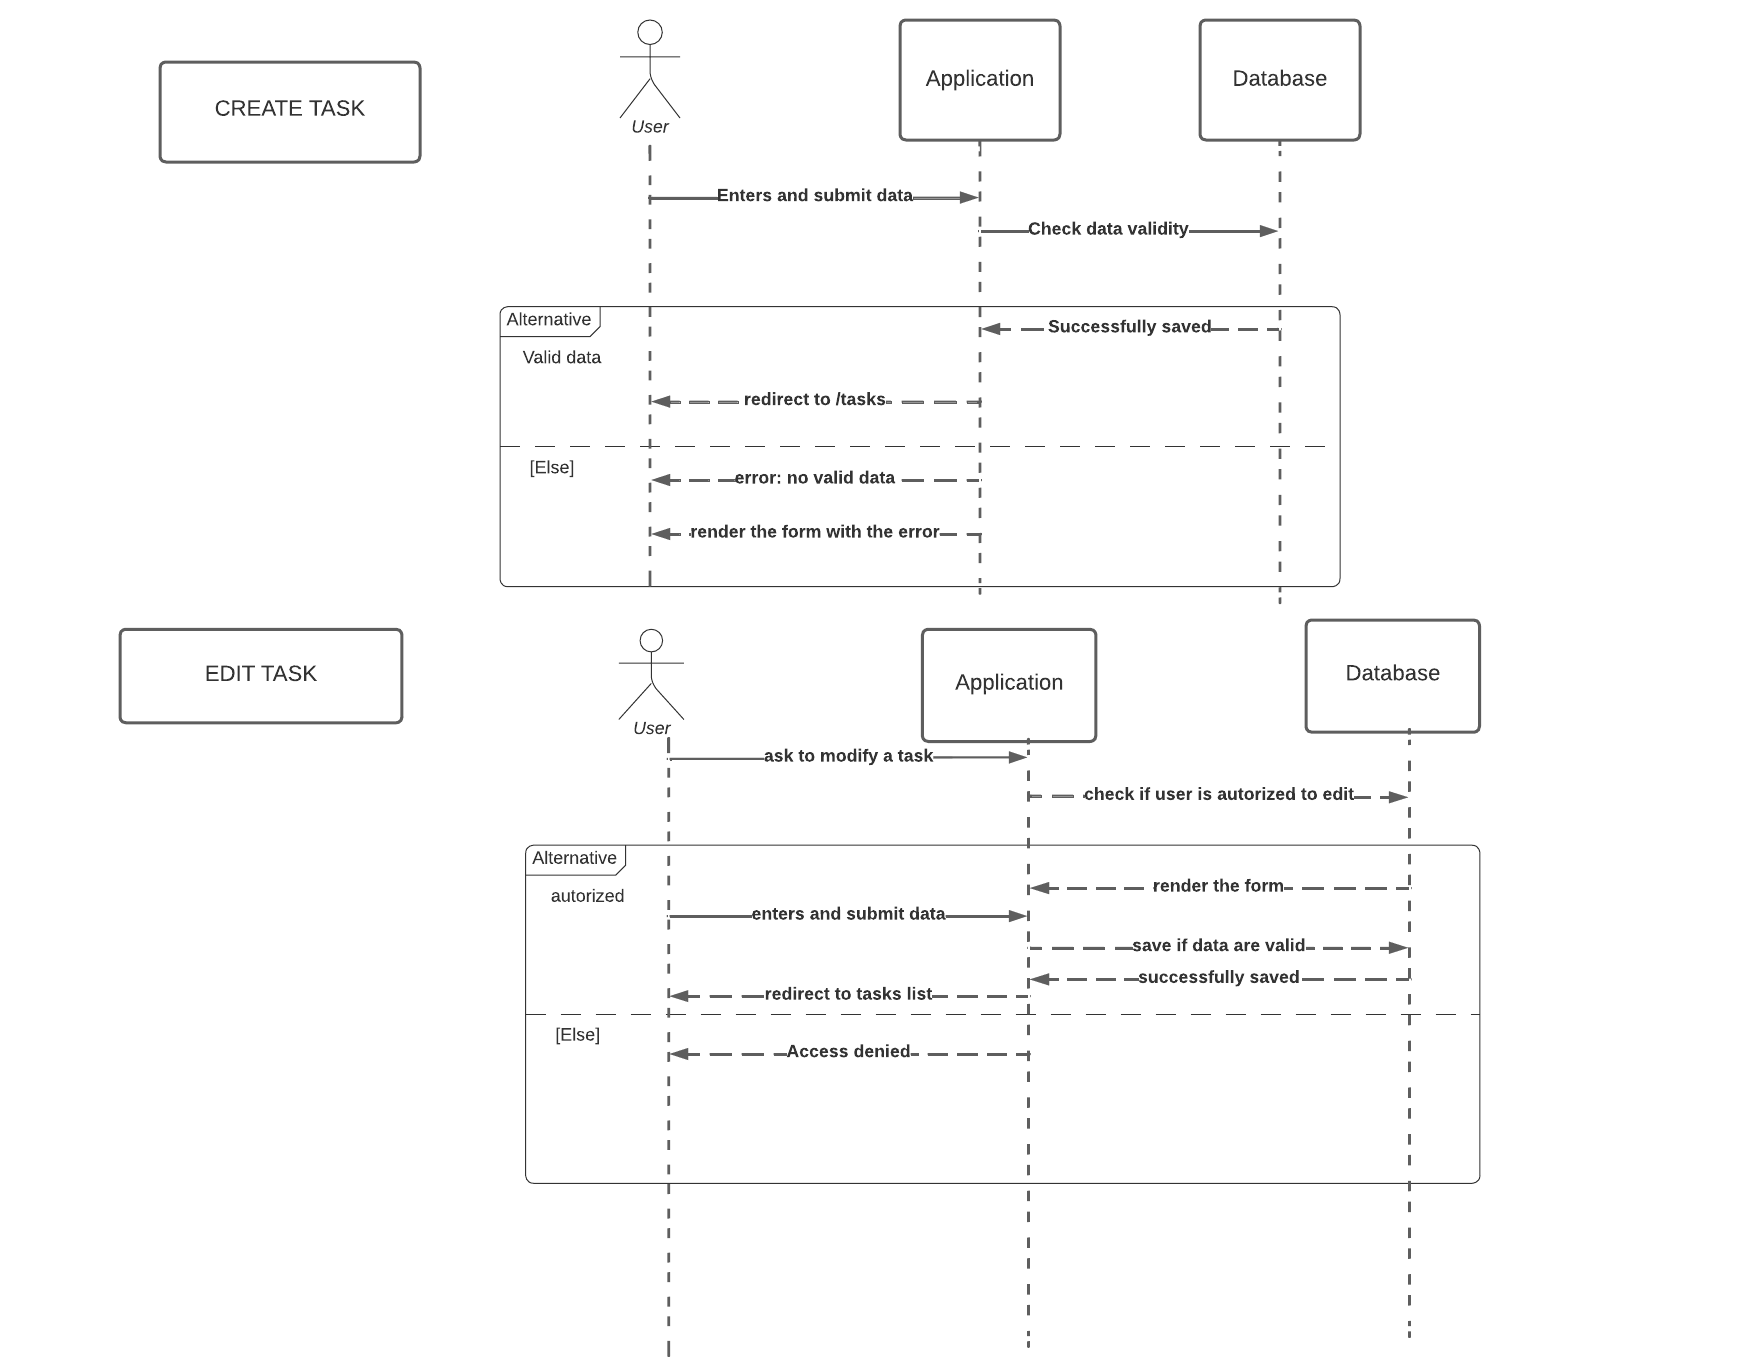 CREATE TASK
User
Application
Database
Enters and submit data
Check data validity
Alternative
Successfully saved
Valid data
redirect to /tasks
[Else]
error: no valid data
render the form with the error
EDIT TASK
User
Application
Database
ask to modify a task
check if user is autorized to edit
Alternative
render the form
autorized
enters and submit data
save if data are valid
successfully saved
redirect to tasks list
[Else]
Access denied